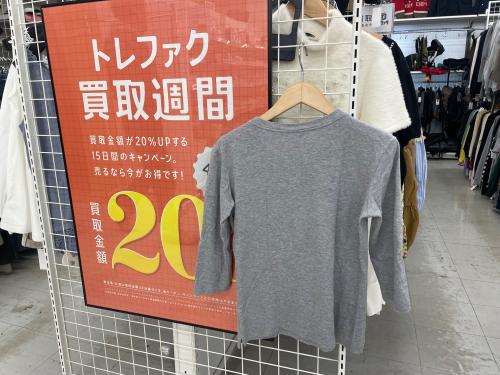 トレファク
買取週間
買取金額が20%UPする
15日間のキャンペーン。
売るなら今がお得です!
買取金額
20